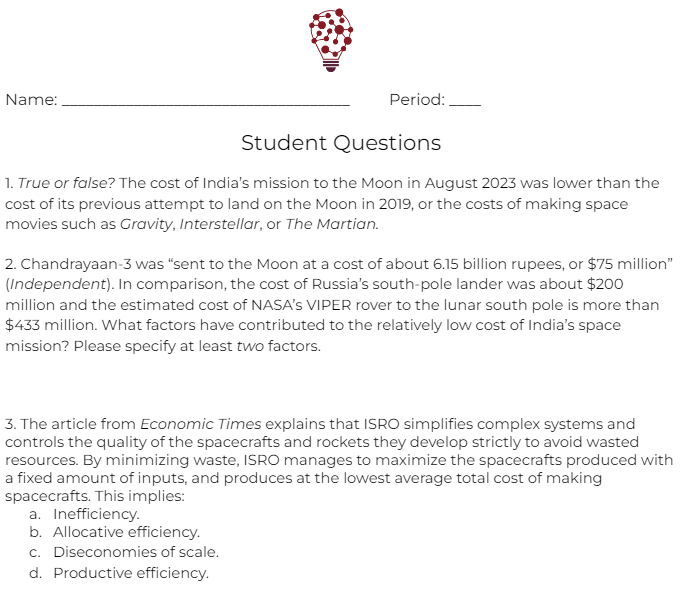 Name: ____________________________________ Period: ____
Student Questions
1. True or false? The cost of India's mission to the Moon in August 2023 was lower than the
cost of its previous attempt to land on the Moon in 2019, or the costs of making space
movies such as Gravity, Interstellar, or The Martian.
2. Chandrayaan-3 was “sent to the Moon at a cost of about 6.15 billion rupees, or $75 million”
(Independent). In comparison, the cost of Russia's south-pole lander was about $200
million and the estimated cost of NASA's VIPER rover to the lunar south pole is more than
$433 million. What factors have contributed to the relatively low cost of India's space
mission? Please specify at least two factors.
3. The article from Economic Times explains that ISRO simplifies complex systems and
controls the quality of the spacecrafts and rockets they develop strictly to avoid wasted
resources. By minimizing waste, ISRO manages to maximize the spacecrafts produced with
a fixed amount of inputs, and produces at the lowest average total cost of making
spacecrafts. This implies:
a. Inefficiency.
b. Allocative efficiency.
c. Diseconomies of scale.
d. Productive efficiency.